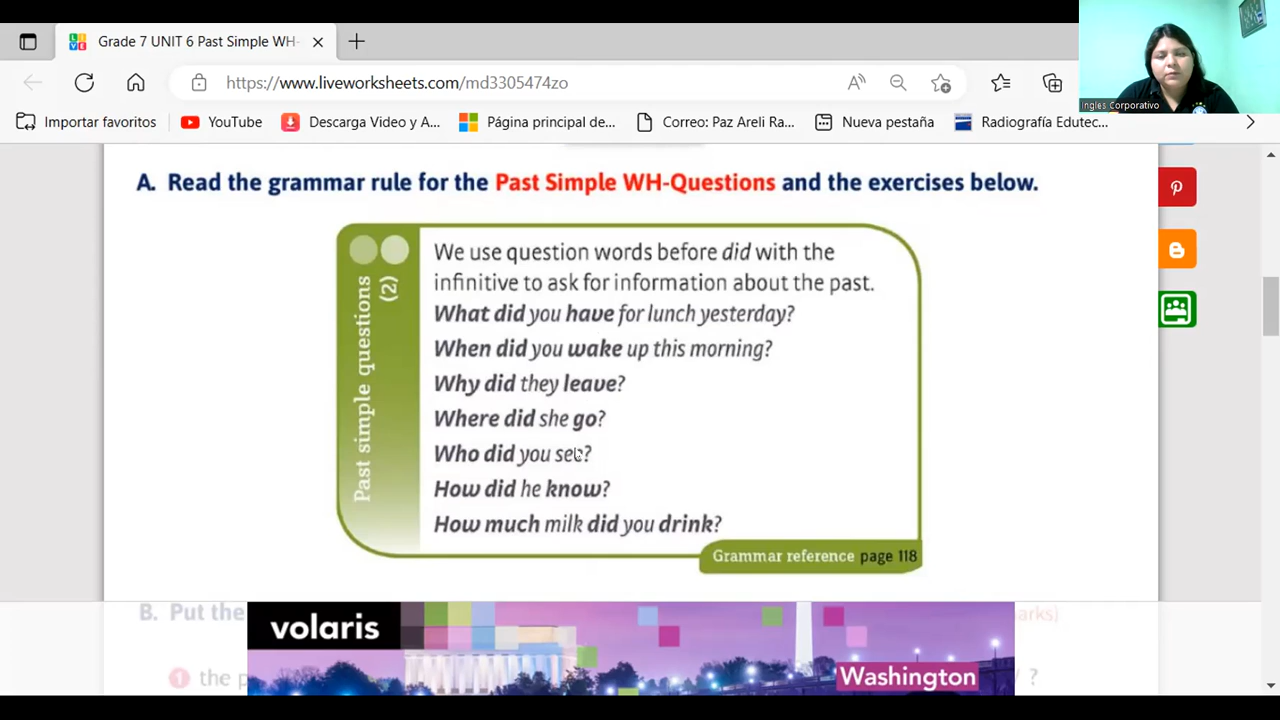 Grade 7 UNIT 6 Past Simple WH-
https://www.liveworksheets.com/md3305474zo
Ingles Corporativo
Importar favoritos
YouTube
Descarga Video y A...
Página principal de...
Correo: Paz Areli Ra...
Nueva pestaña
Radiografía Edutec...
A. Read the grammar rule for the Past Simple WH-Questions and the exercises below.
Past simple questions
(2)
We use question words before did with the
infinitive to ask for information about the past.
What did you have for lunch yesterday?
When did you wake up this morning?
Why did they leave?
Where did she go?
Who did you see?
How did he know?
How much milk did you drink?
Grammar reference page 118
B. Put the
1 the p
?
volaris
Washington